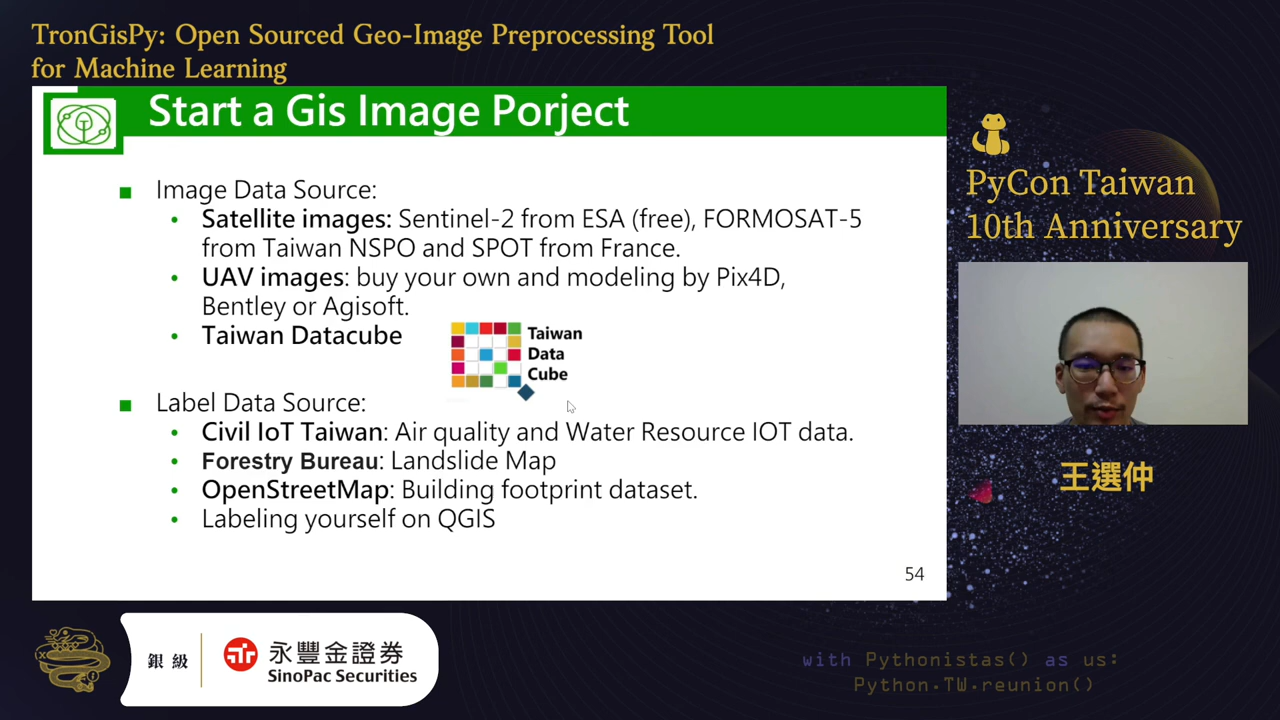 TronGisPy: Open Sourced Geo-Image Preprocessing Tool
for Machine Learning
Start a Gis Image Porject
Image Data Source:
Satellite images: Sentinel-2 from ESA (free), FORMOSAT-5
from Taiwan NSPO and SPOT from France.
UAV images: buy your own and modeling by Pix4D,
Bentley or Agisoft.
Taiwan Datacube
Taiwan
Data
Cube
Label Data Source:
Civil IoT Taiwan: Air quality and Water Resource IOT data.
Forestry Bureau: Landslide Map
OpenStreetMap: Building footprint dataset.
Labeling yourself on QGIS
54
PyCon Taiwan
10th Anniversary
王選仲
銀級
永豐金證券
SinoPac Securities
with Pythonistas() as us:
Python.TW.reunion()